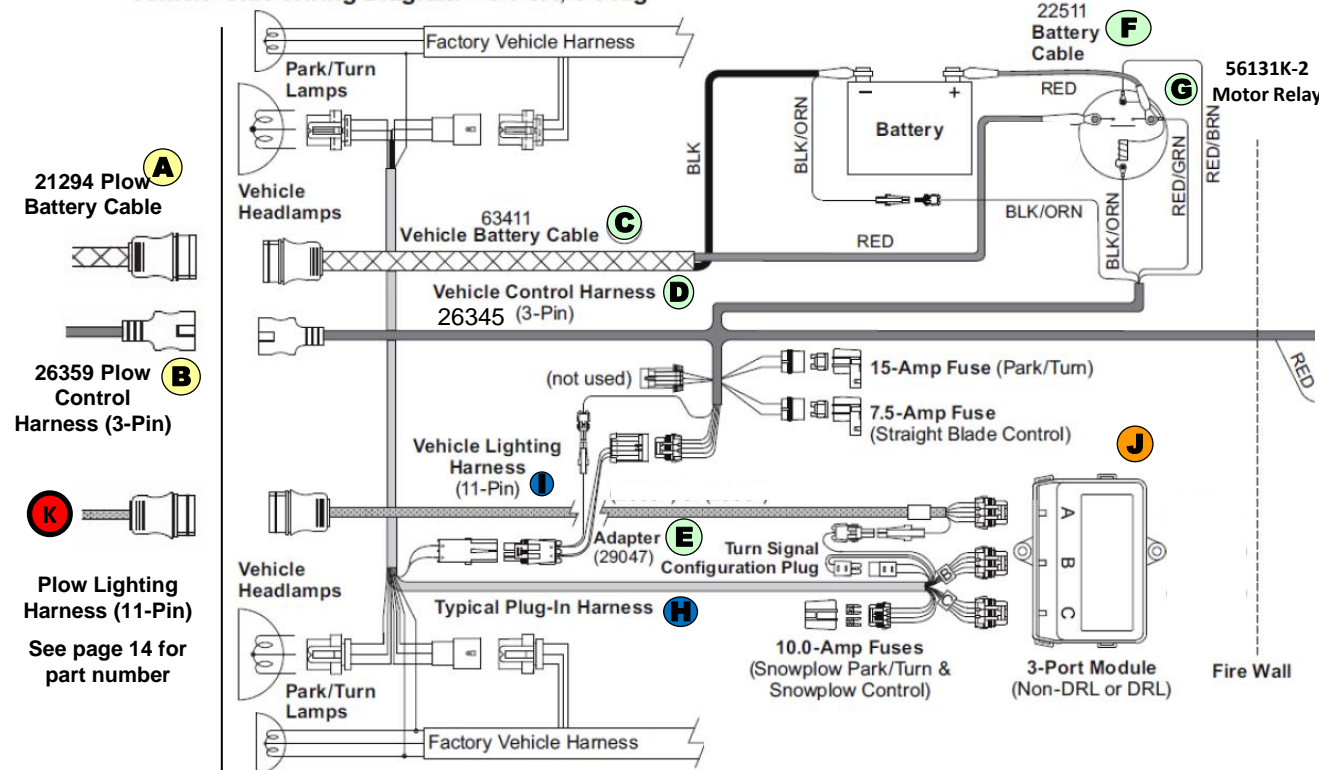 Factory Vehicle Harness
Park/Turn
Lamps
22511
Battery
Cable
F
RED
G
56131K-2
Motor Relay
A
21294 Plow
Battery Cable
Vehicle
Headlamps
BLK
BLK/ORN
−
+
Battery
BLK/ORN
BLK/ORN
RED/GRN
RED/BRN
63411
Vehicle Battery Cable
C
RED
Vehicle Control Harness
D
26345 (3-Pin)
26359 Plow
B
Control
Harness (3-Pin)
(not used)
15-Amp Fuse (Park/Turn)
7.5-Amp Fuse
(Straight Blade Control)
RED
Vehicle Lighting
Harness
(11-Pin)
I
J
K
Adapter
(29047)
E
Turn Signal
Configuration Plug
A
B
C
B
C
Plow Lighting
Harness (11-Pin)
See page 14 for
part number
Vehicle
Headlamps
Typical Plug-In Harness
H
10.0-Amp Fuses
(Snowplow Park/Turn &
Snowplow Control)
3-Port Module
(Non-DRL or DRL)
Fire Wall
Park/Turn
Lamps
Factory Vehicle Harness